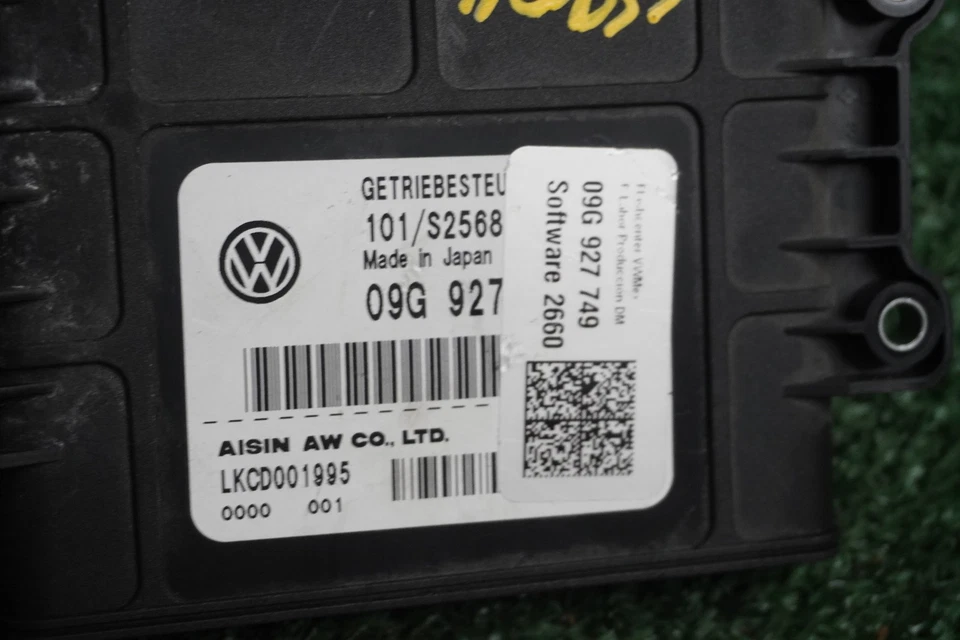 GETRIEBESTEU
101/S2568
Made in Japan
09G 927
AISIN AW CO., LTD.
LKCD001995
0000 001
09G 927 749
Software 2660